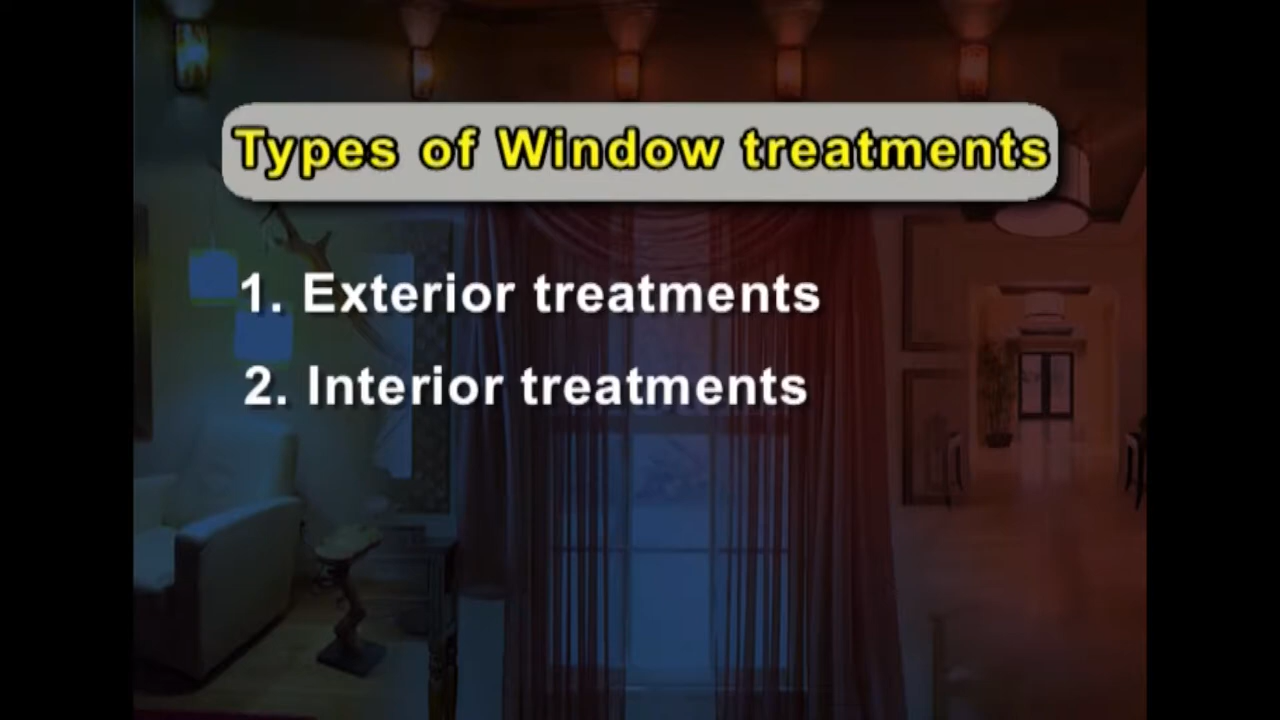 Types of Window treatments
1. Exterior treatments
2. Interior treatments